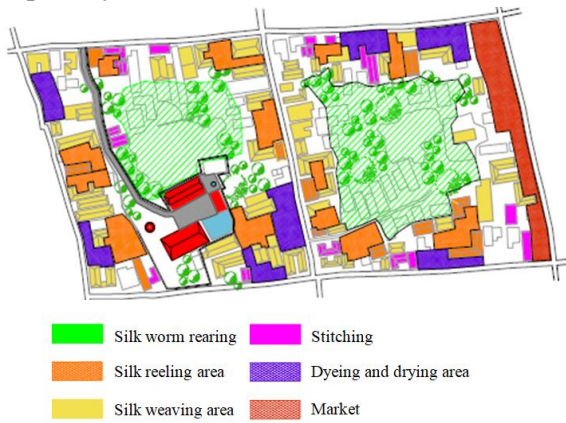 Silk worm rearing
Stitching
Silk reeling area
Dyeing and drying area
Silk weaving area
Market